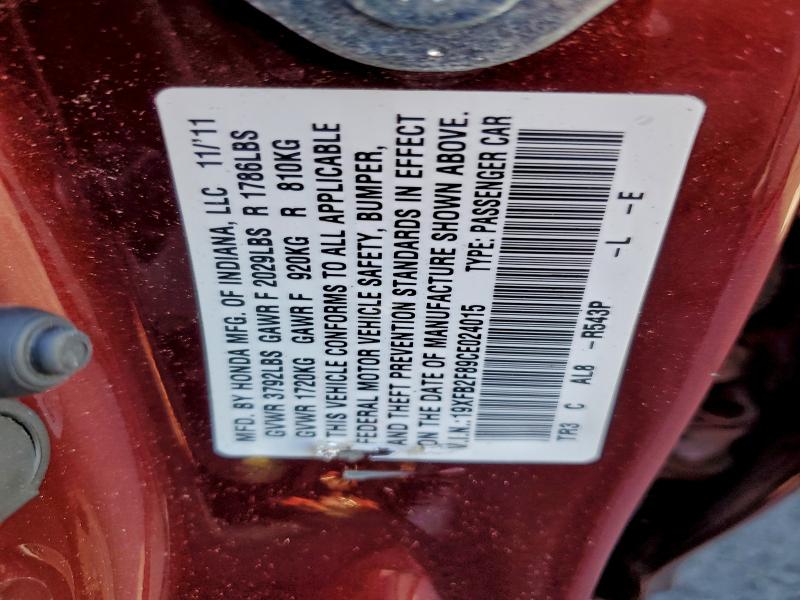 MFD. BY HONDA MFG. OF INDIANA, LLC 11/'11
GVWR 3792LBS GAWR F 2029LBS R 1786LBS
GVWR 1720KG GAWR F 920KG R 810KG
THIS VEHICLE CONFORMS TO ALL APPLICABLE
FEDERAL MOTOR VEHICLE SAFETY, BUMPER,
AND THEFT PREVENTION STANDARDS IN EFFECT
ON THE DATE OF MANUFACTURE SHOWN ABOVE.
V.I.N.:19XFB2F89CE024015 TYPE: PASSENGER CAR
TR3 C AL8 -R543P -L -E